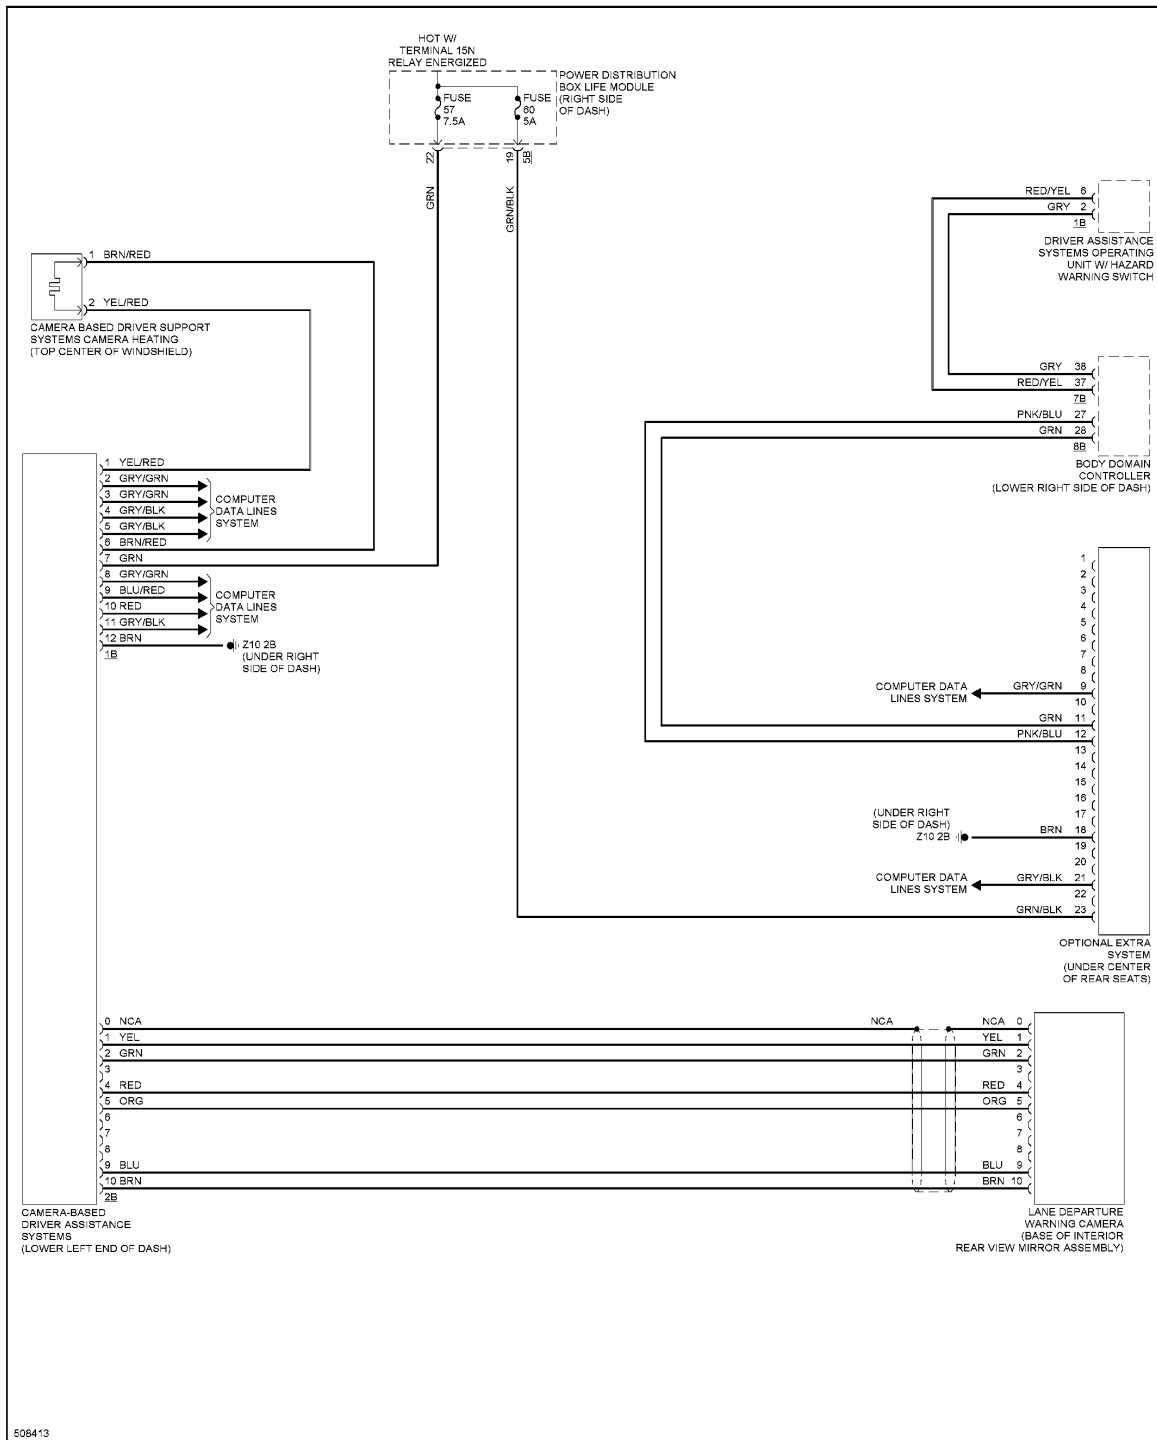 HOT W/
TERMINAL 15N
RELAY ENERGIZED
POWER DISTRIBUTION
BOX LIFE MODULE
(RIGHT SIDE
OF DASH)
FUSE
57
7.5A
FUSE
60
5A
22
19
5B
GRN
GRN/BLK
RED/YEL 6
GRY 2
1B
DRIVER ASSISTANCE
SYSTEMS OPERATING
UNIT W/ HAZARD
WARNING SWITCH
1 BRN/RED
2 YEL/RED
CAMERA BASED DRIVER SUPPORT
SYSTEMS CAMERA HEATING
(TOP CENTER OF WINDSHIELD)
GRY 38
RED/YEL 37
7B
PNK/BLU 27
GRN 28
6B
BODY DOMAIN
CONTROLLER
(LOWER RIGHT SIDE OF DASH)
1 YEL/RED
2 GRY/GRN
3 GRY/GRN
4 GRY/BLK
5 GRY/BLK
COMPUTER
DATA LINES
SYSTEM
6 BRN/RED
7 GRN
8 GRY/GRN
9 BLU/RED
10 RED
11 GRY/BLK
COMPUTER
DATA LINES
SYSTEM
12 BRN
1B
Z10 2B
(UNDER RIGHT
SIDE OF DASH)
1
2
3
4
5
6
7
8
COMPUTER DATA
LINES SYSTEM
GRY/GRN 9
10
GRN 11
PNK/BLU 12
13
14
15
16
17
(UNDER RIGHT
SIDE OF DASH)
Z10 2B
BRN 18
19
20
COMPUTER DATA
LINES SYSTEM
GRY/BLK 21
22
GRN/BLK 23
OPTIONAL EXTRA
SYSTEM
(UNDER CENTER
OF REAR SEATS)
0 NCA NCA NCA 0
1 YEL YEL 1
2 GRN GRN 2
3 3
4 RED RED 4
5 ORG ORG 5
6 6
7 7
8 8
9 BLU BLU 9
10 BRN BRN 10
2B
CAMERA-BASED
DRIVER ASSISTANCE
SYSTEMS
(LOWER LEFT END OF DASH)
LANE DEPARTURE
WARNING CAMERA
(BASE OF INTERIOR
REAR VIEW MIRROR ASSEMBLY)
508413